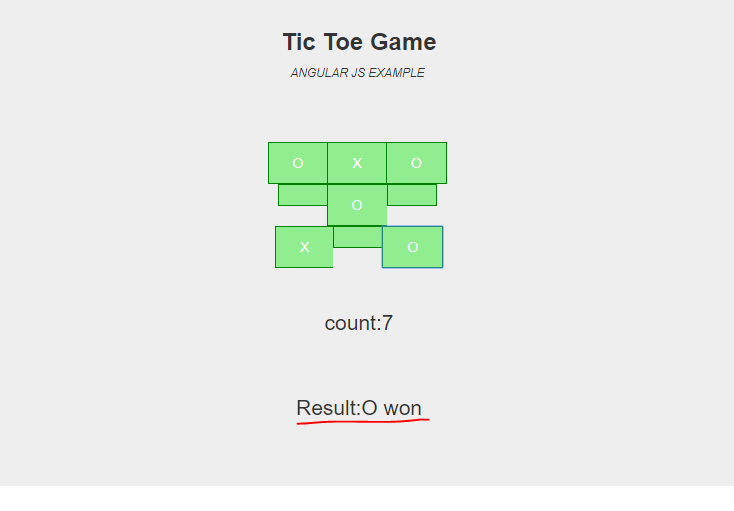 Tic Toe Game
ANGULAR JS EXAMPLE
O X O
O
X O
count:7
Result:O won